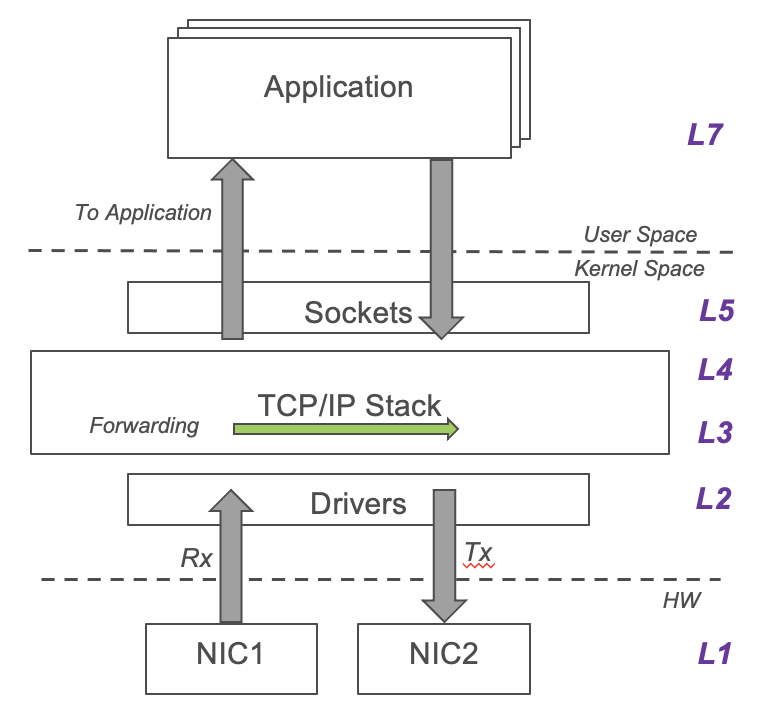 Application
L7
To Application
User Space
Kernel Space
Sockets
L5
L4
TCP/IP Stack
Forwarding
L3
Drivers
L2
Rx
Tx
HW
NIC1
NIC2
L1